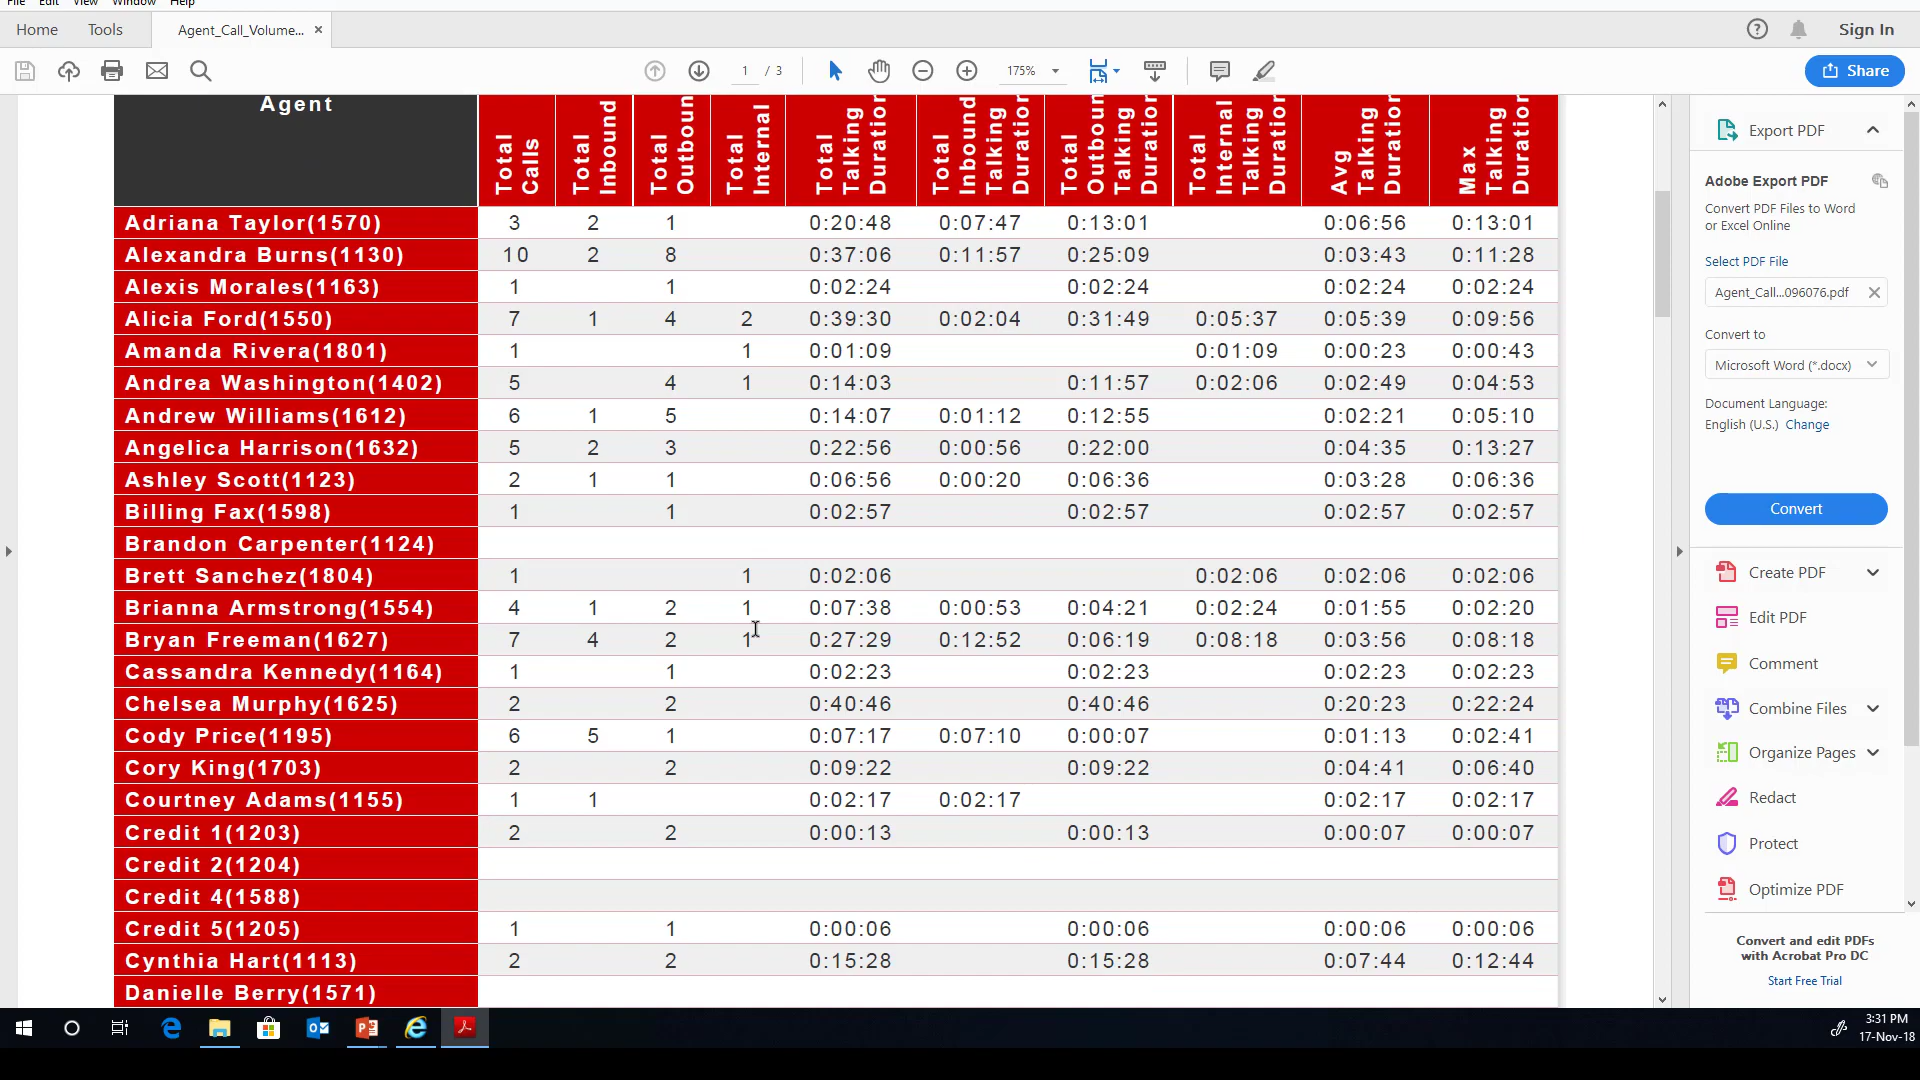 File Edit View Window Help
Home Tools Agent_Call_Volume... × Sign In
1 / 3 175% Share
Agent Total Calls Total Inbound Total Outboun Total Internal Total Talking Duration Total Inbound Talking Duration Total Outboun Talking Duration Total Internal Talking Duration Avg Talking Duration Max Talking Duration
Adriana Taylor(1570) 3 2 1 0:20:48 0:07:47 0:13:01 0:06:56 0:13:01
Alexandra Burns(1130) 10 2 8 0:37:06 0:11:57 0:25:09 0:03:43 0:11:28
Alexis Morales(1163) 1 1 0:02:24 0:02:24 0:02:24 0:02:24
Alicia Ford(1550) 7 1 4 2 0:39:30 0:02:04 0:31:49 0:05:37 0:05:39 0:09:56
Amanda Rivera(1801) 1 1 0:01:09 0:01:09 0:00:23 0:00:43
Andrea Washington(1402) 5 4 1 0:14:03 0:11:57 0:02:06 0:02:49 0:04:53
Andrew Williams(1612) 6 1 5 0:14:07 0:01:12 0:12:55 0:02:21 0:05:10
Angelica Harrison(1632) 5 2 3 0:22:56 0:00:56 0:22:00 0:04:35 0:13:27
Ashley Scott(1123) 2 1 1 0:06:56 0:00:20 0:06:36 0:03:28 0:06:36
Billing Fax(1598) 1 1 0:02:57 0:02:57 0:02:57 0:02:57
Brandon Carpenter(1124)
Brett Sanchez(1804) 1 1 0:02:06 0:02:06 0:02:06 0:02:06
Brianna Armstrong(1554) 4 1 2 1 0:07:38 0:00:53 0:04:21 0:02:24 0:01:55 0:02:20
Bryan Freeman(1627) 7 4 2 1 0:27:29 0:12:52 0:06:19 0:08:18 0:03:56 0:08:18
Cassandra Kennedy(1164) 1 1 0:02:23 0:02:23 0:02:23 0:02:23
Chelsea Murphy(1625) 2 2 0:40:46 0:40:46 0:20:23 0:22:24
Cody Price(1195) 6 5 1 0:07:17 0:07:10 0:00:07 0:01:13 0:02:41
Cory King(1703) 2 2 0:09:22 0:09:22 0:04:41 0:06:40
Courtney Adams(1155) 1 1 0:02:17 0:02:17 0:02:17 0:02:17
Credit 1(1203) 2 2 0:00:13 0:00:13 0:00:07 0:00:07
Credit 2(1204)
Credit 4(1588)
Credit 5(1205) 1 1 0:00:06 0:00:06 0:00:06 0:00:06
Cynthia Hart(1113) 2 2 0:15:28 0:15:28 0:07:44 0:12:44
Danielle Berry(1571)
Export PDF
Adobe Export PDF
Convert PDF Files to Word
or Excel Online
Select PDF File
Agent_Call...096076.pdf
Convert to
Microsoft Word (*.docx)
Document Language:
English (U.S.) Change
Convert
Create PDF
Edit PDF
Comment
Combine Files
Organize Pages
Redact
Protect
Optimize PDF
Convert and edit PDFs
with Acrobat Pro DC
Start Free Trial
3:31 PM
17-Nov-18